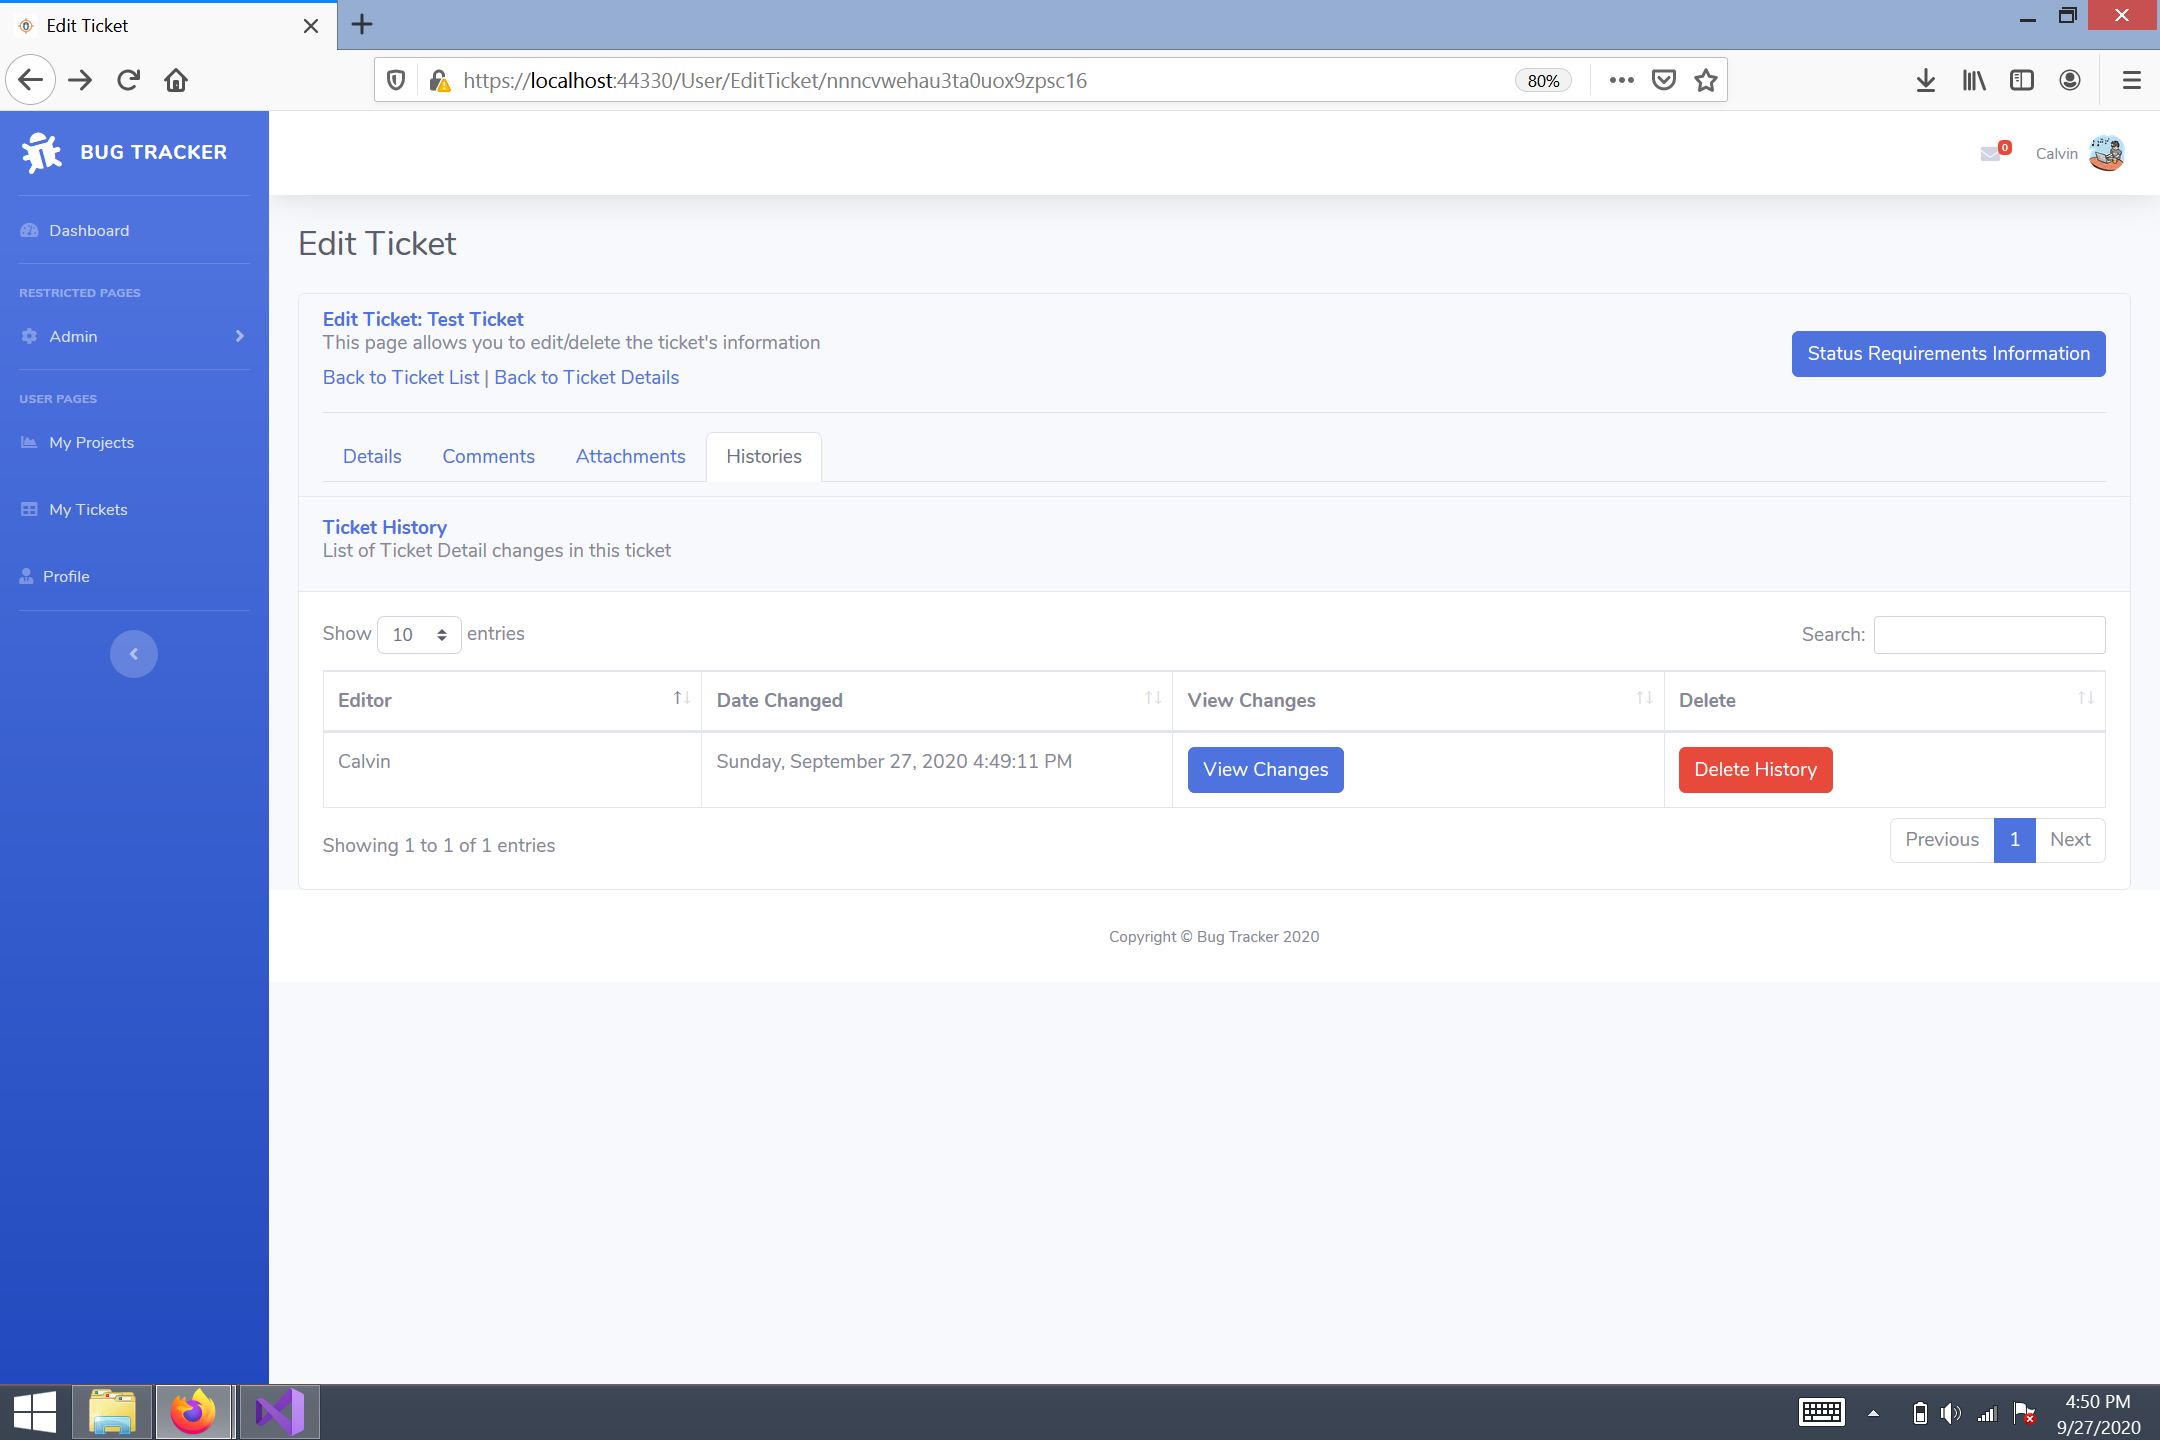 Edit Ticket
https://localhost:44330/User/EditTicket/nnncvwehau3ta0uox9zpsc16
80%
BUG TRACKER
0
Calvin
Dashboard
RESTRICTED PAGES
Admin
USER PAGES
My Projects
My Tickets
Profile
Edit Ticket
Edit Ticket: Test Ticket
This page allows you to edit/delete the ticket's information
Back to Ticket List | Back to Ticket Details
Status Requirements Information
Details Comments Attachments Histories
Ticket History
List of Ticket Detail changes in this ticket
Show 10 entries
Search:
Editor Date Changed View Changes Delete
Calvin Sunday, September 27, 2020 4:49:11 PM View Changes Delete History
Showing 1 to 1 of 1 entries
Previous 1 Next
Copyright © Bug Tracker 2020
4:50 PM
9/27/2020